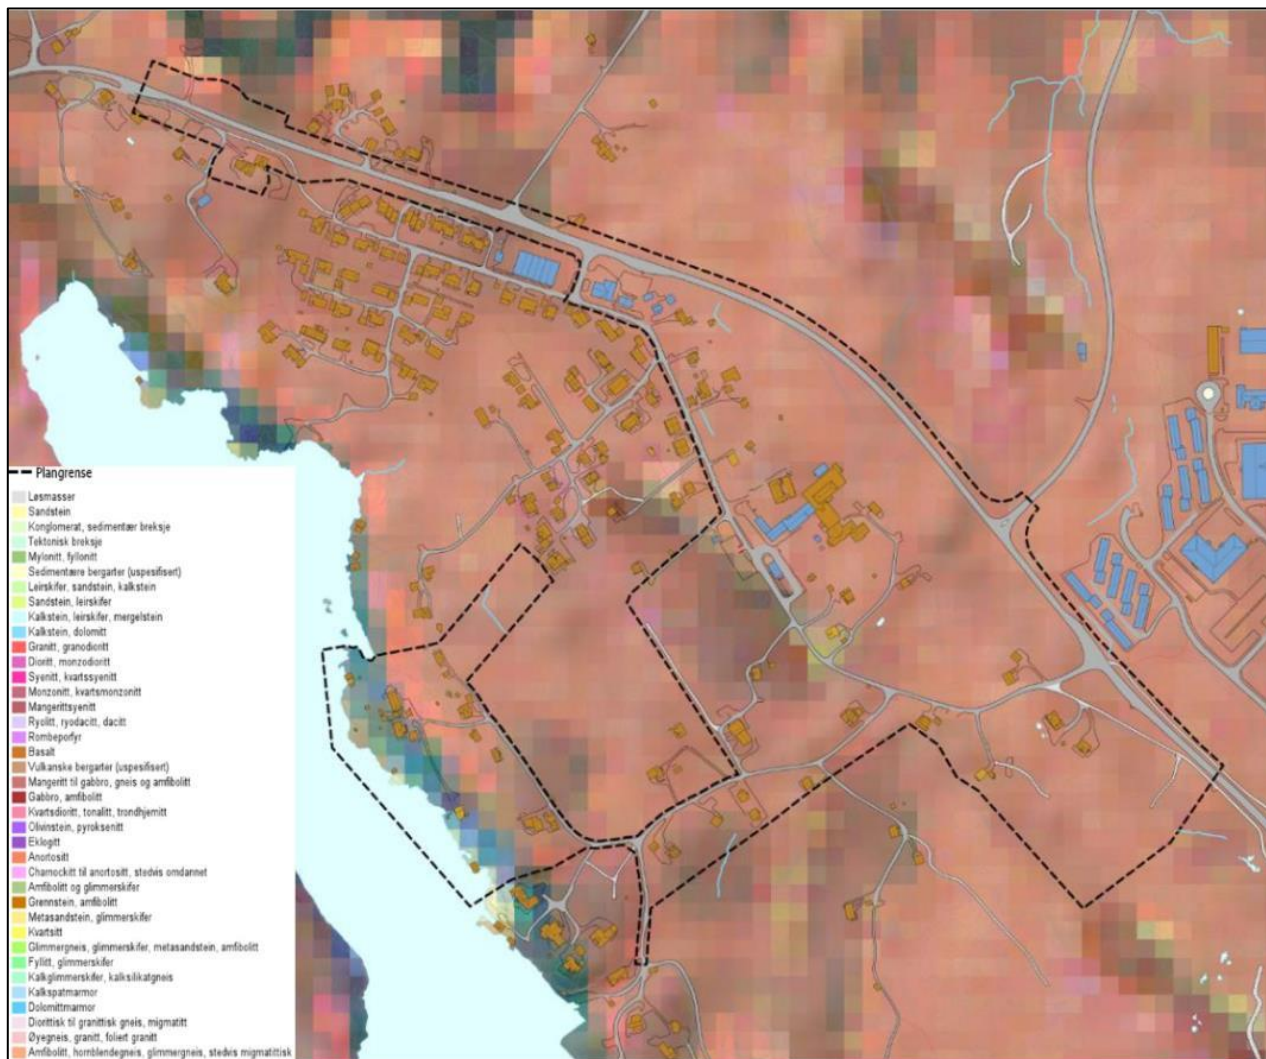 Plangrense
Løsmasser
Sandstein
Konglomerat, sedimentær breksje
Tektonisk breksje
Mylonitt, fyllonitt
Sedimentære bergarter (uspesifisert)
Leirskifer, sandstein, kalkstein
Sandstein, leirskifer
Kalkstein, leirskifer, mergelstein
Kalkstein, dolomitt
Granitt, granodioritt
Dioritt, monzodioritt
Syenitt, kvartssyenitt
Monzonitt, kvartsmonzonitt
Mangerittsyenitt
Ryolitt, ryodacitt, dacitt
Rombeporfyr
Basalt
Vulkanske bergarter (uspesifisert)
Mangeritt til gabbro, gneis og amfibolitt
Gabbro, amfibolitt
Kvartsdioritt, tonalitt, trondhjemitt
Olivinstein, pyroksenitt
Eklogitt
Anortositt
Charnockitt til anortositt, stedvis omdannet
Amfibolitt og glimmerskifer
Grønnstein, amfibolitt
Metasandstein, glimmerskifer
Kvartsitt
Glimmergneis, glimmerskifer, metasandstein, amfibolitt
Fyllitt, glimmerskifer
Kalkglimmerskifer, kalksilikatgneis
Kalkspatmarmor
Dolomittmarmor
Diorittisk til granittisk gneis, migmatitt
Øyegneis, granitt, foliert granitt
Amfibolitt, hornblendegneis, glimmergneis, stedvis migmatittisk